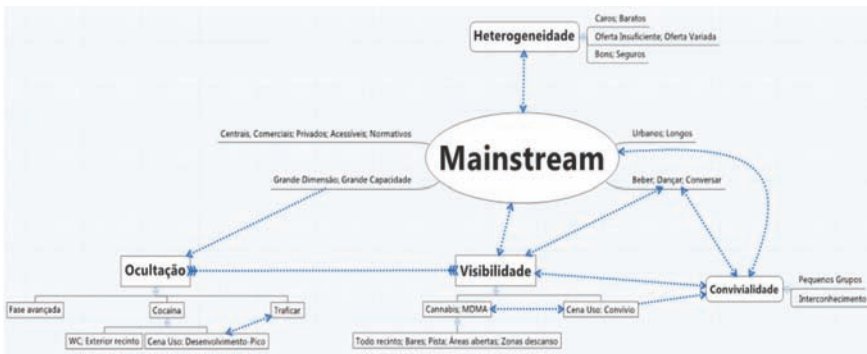 Caros; Baratos
Heterogeneidade
Oferta Insuficiente; Oferta Variada
Bons; Seguros
Centrais, Comerciais; Privados; Acessíveis; Normativos
Urbanos; Longos
Mainstream
Grande Dimensão; Grande Capacidade
Beber; Dançar; Conversar
Ocultação
Visibilidade
Convivialidade
Pequenos Grupos
Interconhecimento
Fase avançada
Cocaína
Traficar
Cannabis; MDMA
Cena Uso: Convívio
WC; Exterior recinto
Cena Uso: Desenvolvimento-Pico
Todo recinto; Bares; Pista; Áreas abertas; Zonas descanso